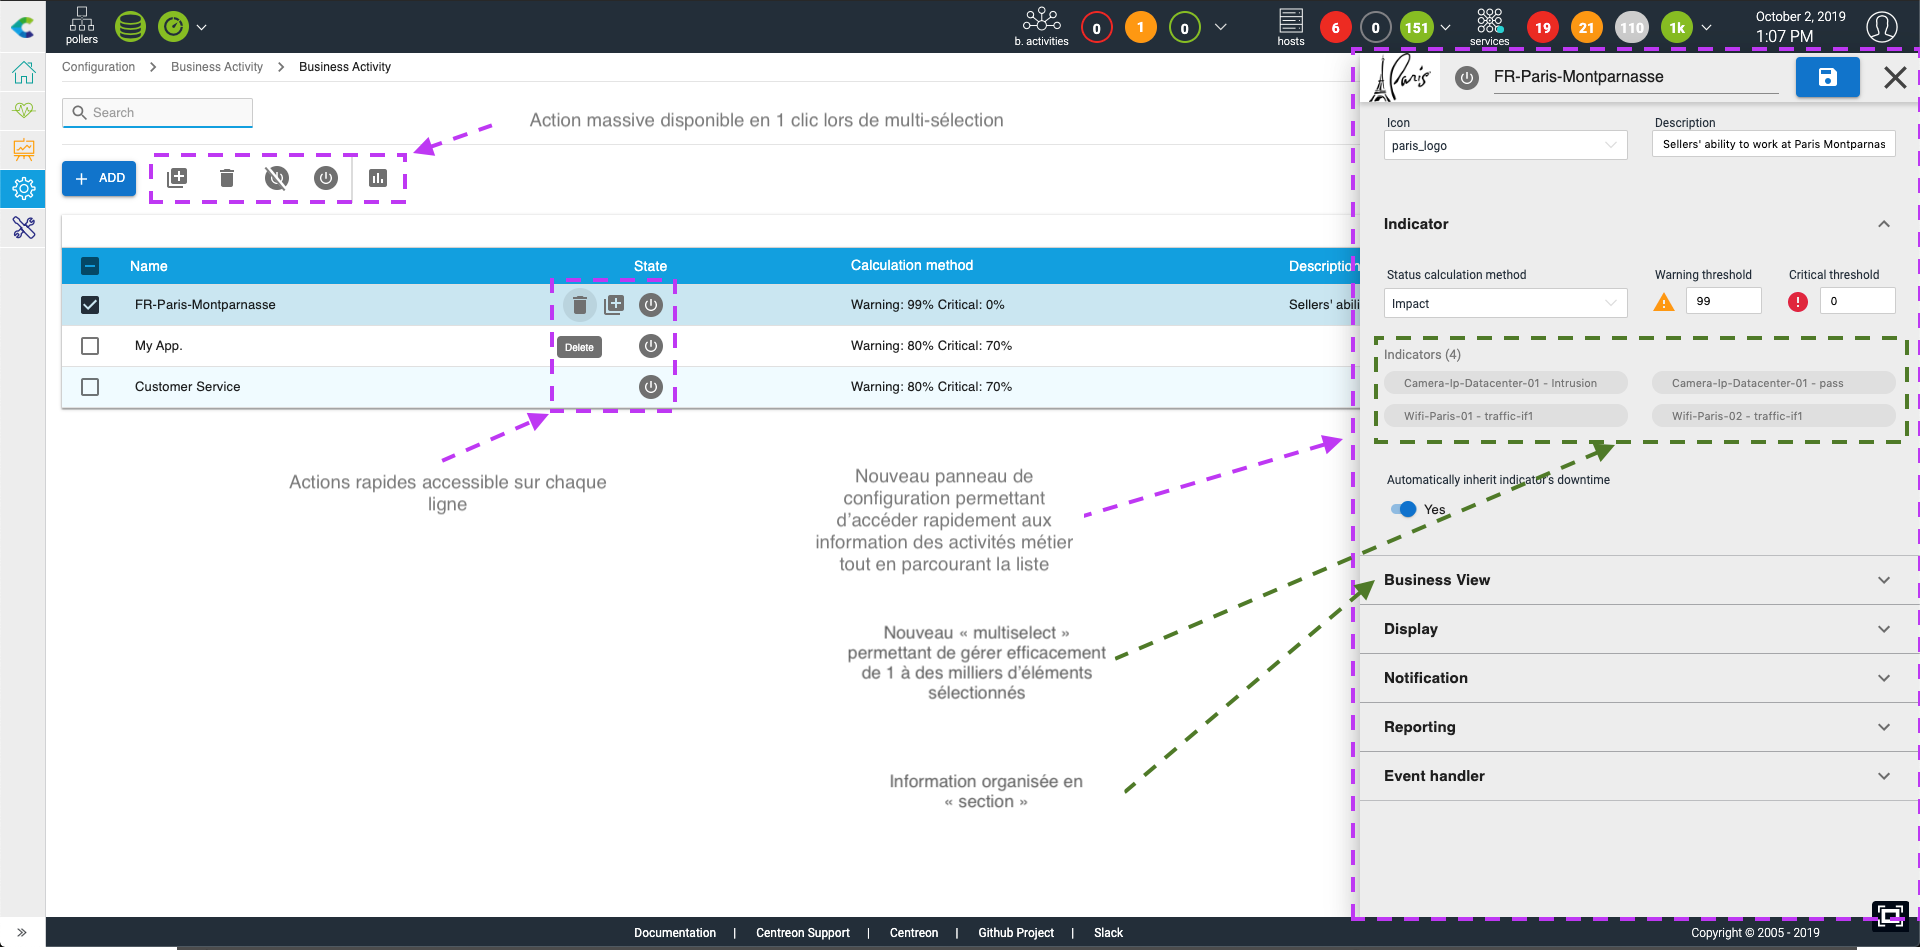 pollers
b. activities
0
1
0
hosts
6
0
151
services
19
21
110
1k
October 2, 2019
1:07 PM
Configuration
Business Activity
Business Activity
Search
Action massive disponible en 1 clic lors de multi-sélection
ADD
Name
State
Calculation method
Description
FR-Paris-Montparnasse
Warning: 99% Critical: 0%
Sellers' abili
My App.
Delete
Warning: 80% Critical: 70%
Customer Service
Warning: 80% Critical: 70%
Actions rapides accessible sur chaque
ligne
Nouveau panneau de
configuration permettant
d'accéder rapidement aux
information des activités métier
tout en parcourant la liste
Nouveau « multiselect »
permettant de gérer efficacement
de 1 à des milliers d'éléments
sélectionnés
Information organisée en
« section »
Paris
FR-Paris-Montparnasse
Icon
Description
paris_logo
Sellers' ability to work at Paris Montparnas
Indicator
Status calculation method
Warning threshold
Critical threshold
Impact
99
0
Indicators (4)
Camera-Ip-Datacenter-01 - Intrusion
Camera-Ip-Datacenter-01 - pass
Wifi-Paris-01 - traffic-if1
Wifi-Paris-02 - traffic-if1
Automatically inherit indicator's downtime
Yes
Business View
Display
Notification
Reporting
Event handler
Documentation | Centreon Support | Centreon | Github Project | Slack
Copyright © 2005 - 2019